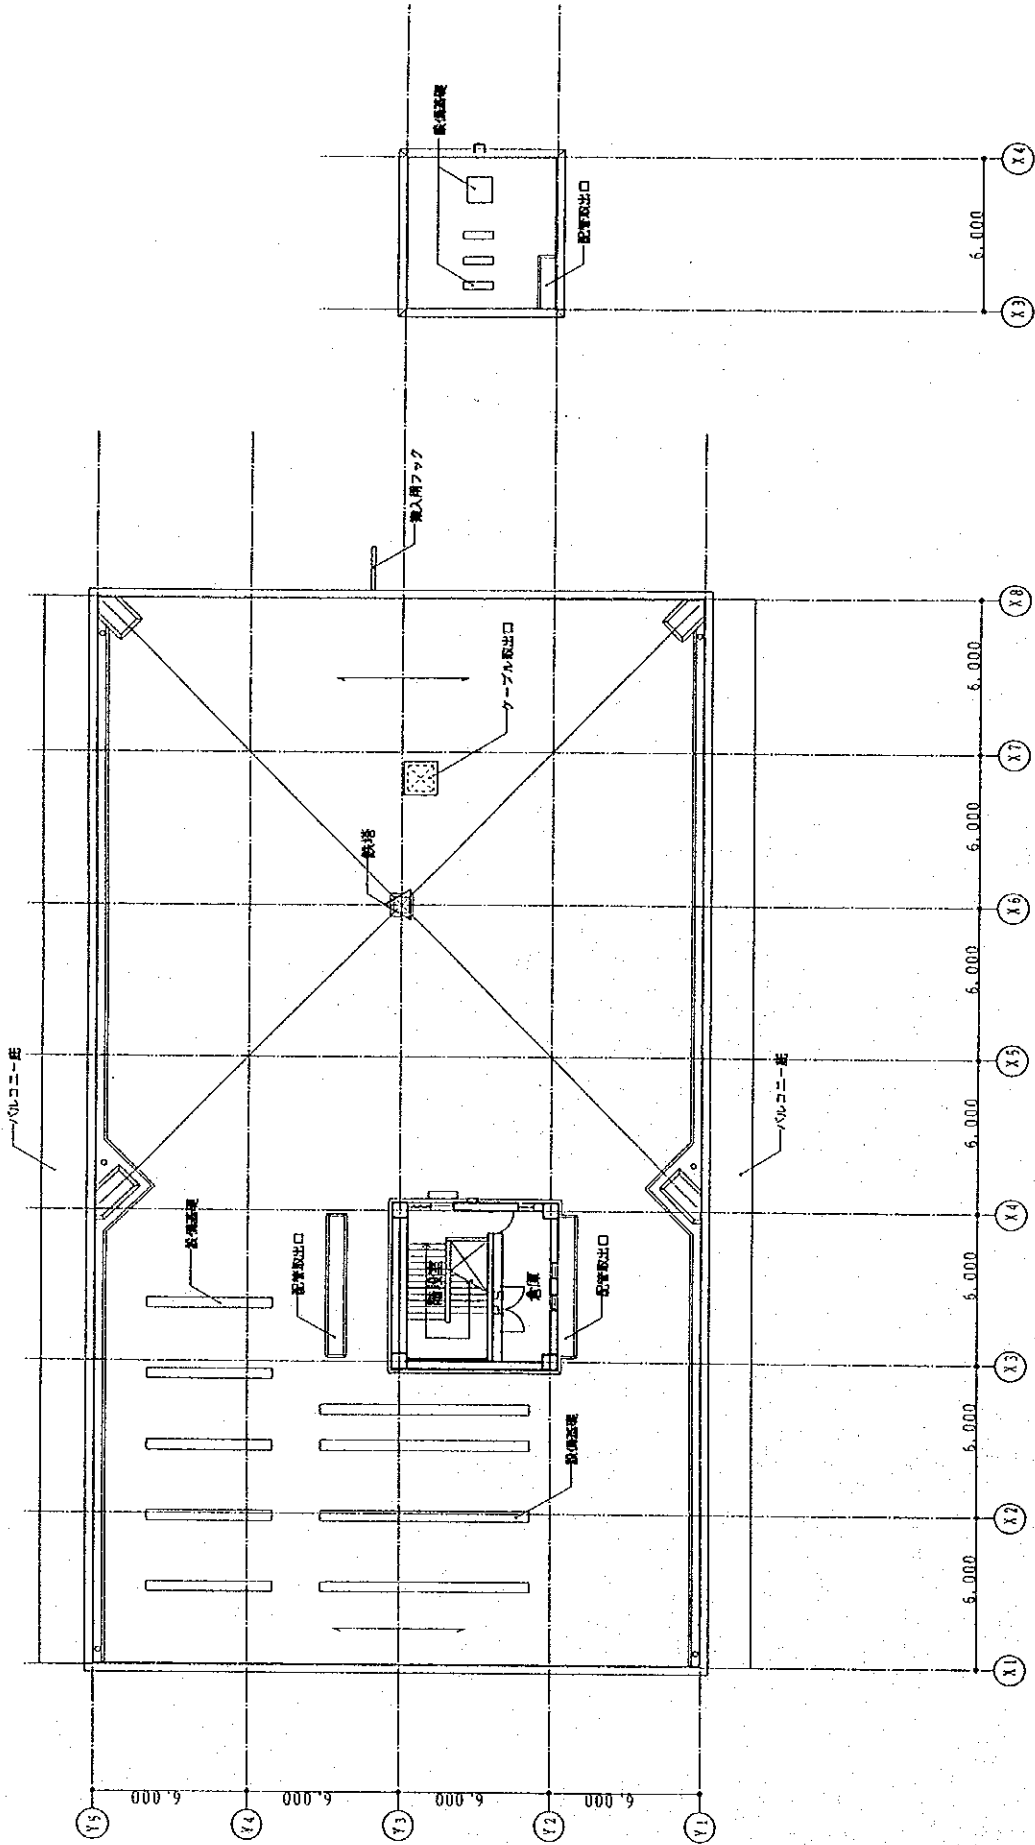 バルコニー庇
設備基礎
配管取出口
階段室
倉庫
配管取出口
設備基礎
バルコニー庇
鉄塔
ケーブル取出口
搬入用フック
設備基礎
配管取出口
Y5
Y4
Y3
Y2
Y1
6,000
6,000
6,000
6,000
X1
X2
X3
X4
X5
X6
X7
X8
6,000
6,000
6,000
6,000
6,000
6,000
6,000
X3
X4
6,000